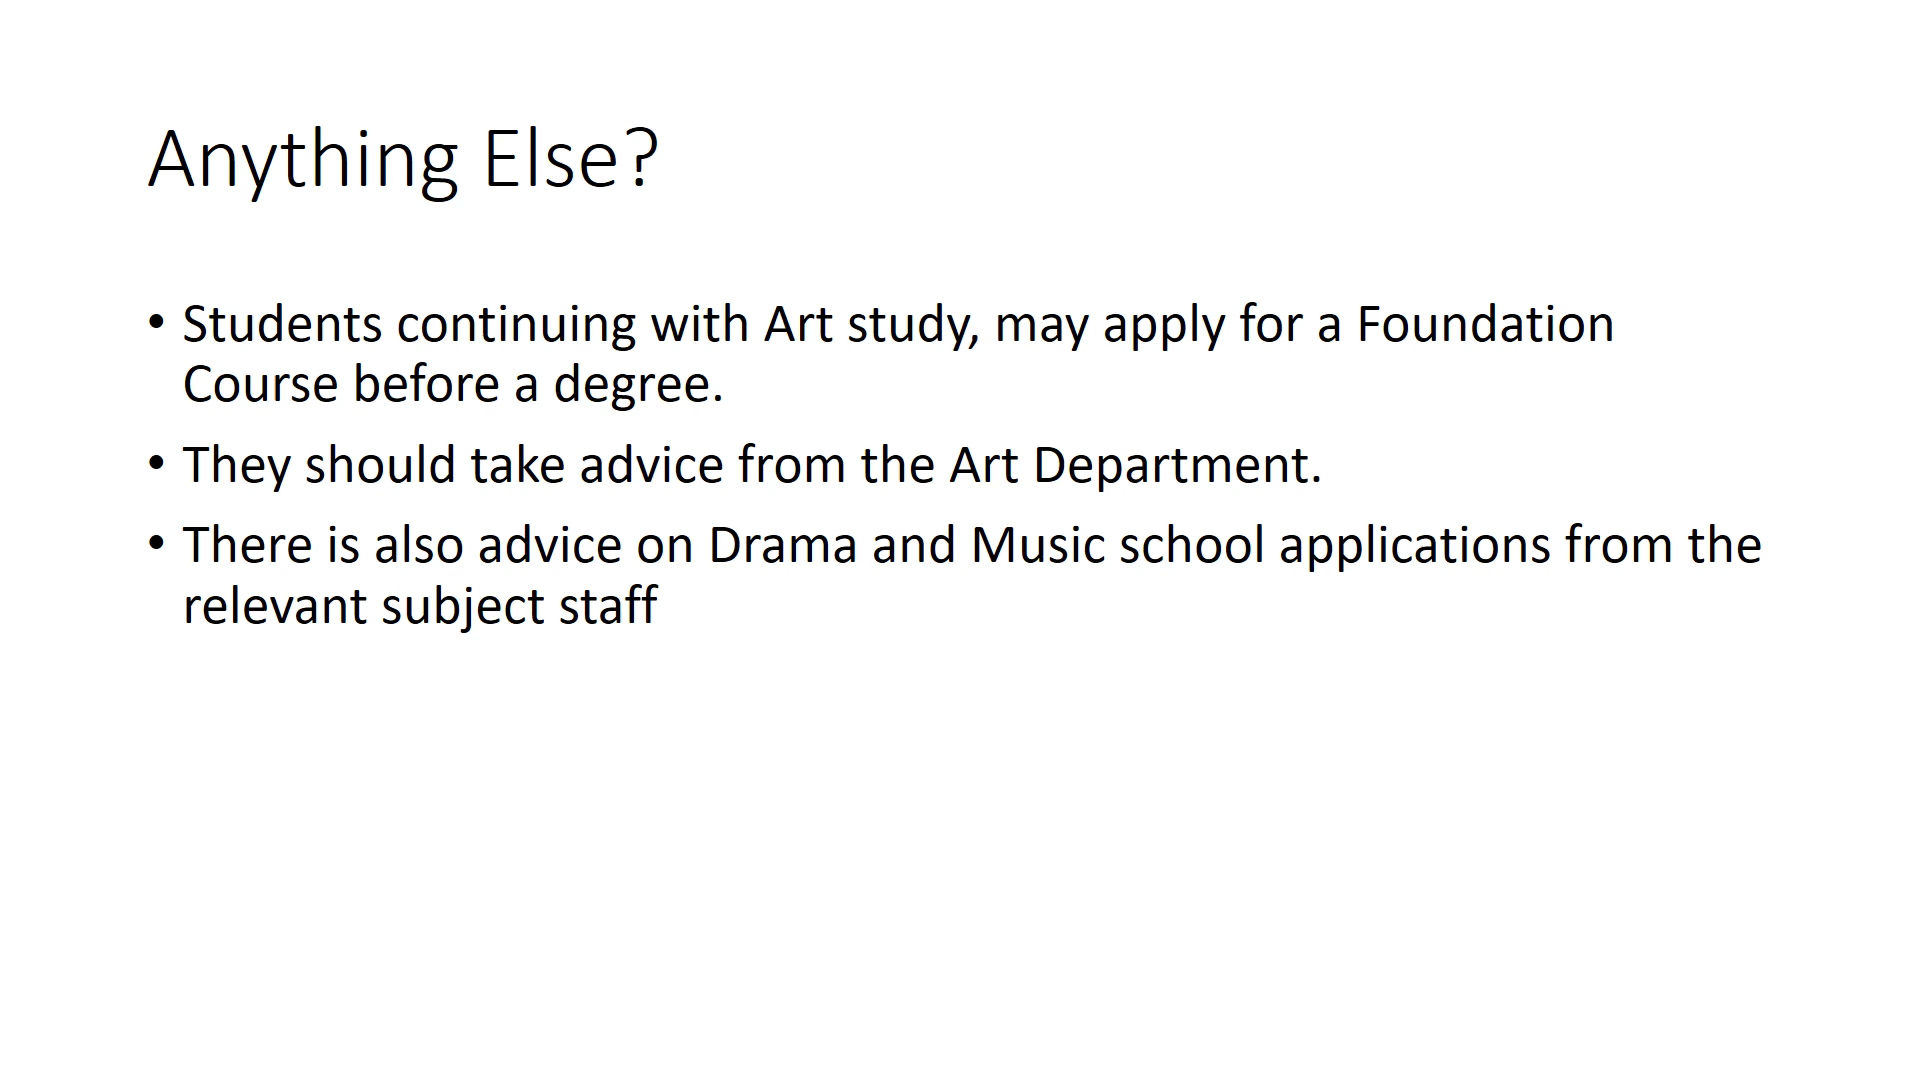 Anything Else?
• Students continuing with Art study, may apply for a Foundation
Course before a degree.
• They should take advice from the Art Department.
• There is also advice on Drama and Music school applications from the
relevant subject staff